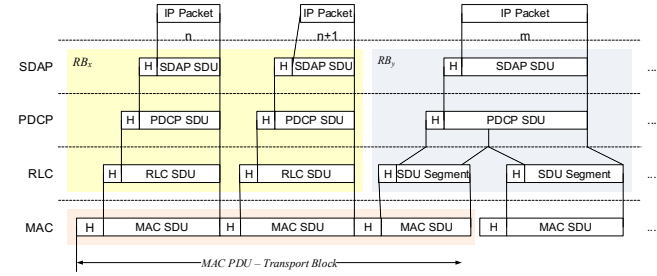 IP Packet IP Packet IP Packet
n n+1 m
SDAP RBx H SDAP SDU H SDAP SDU RBy H SDAP SDU ...
PDCP H PDCP SDU H PDCP SDU H PDCP SDU ...
RLC H RLC SDU H RLC SDU H SDU Segment H SDU Segment ...
MAC H MAC SDU H MAC SDU H MAC SDU H MAC SDU ...
MAC PDU – Transport Block